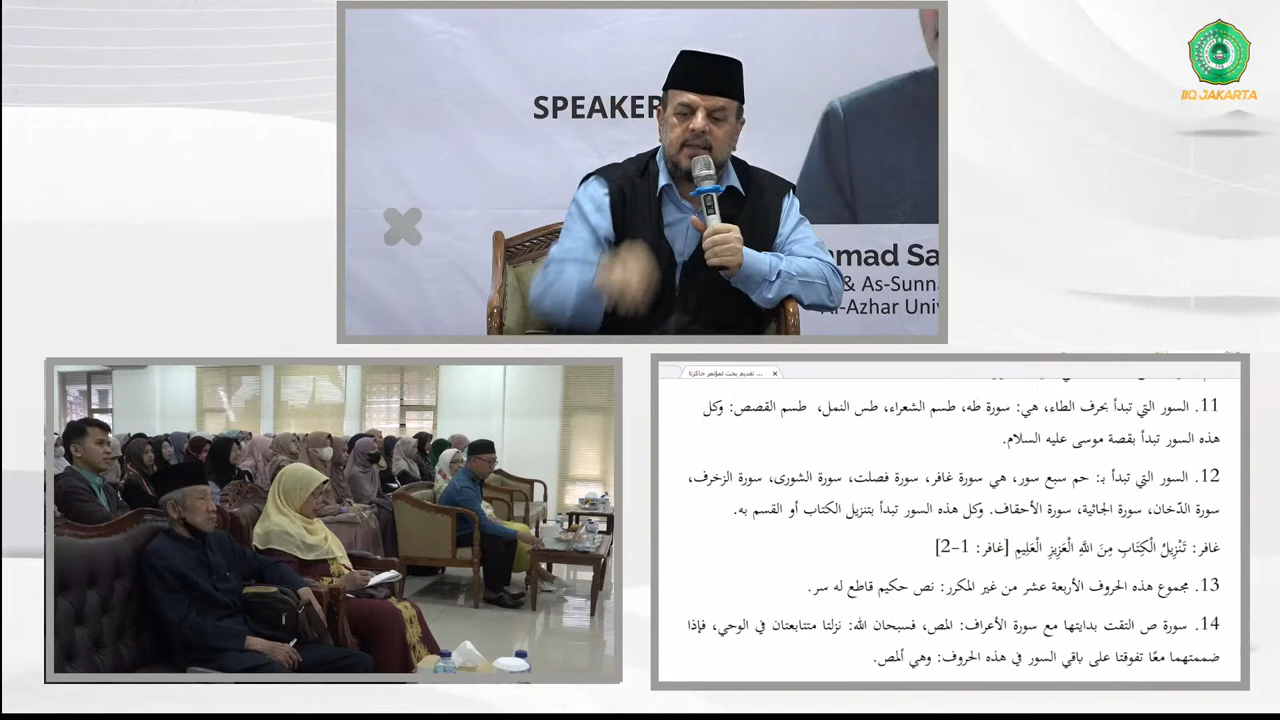 IIQ JAKARTA
SPEAKER
mmad Sa
& As-Sunn
Al-Azhar Univ
تقديم بحث لمؤتمر جاكرتا ...
11. السور التي تبدأ بحرف الطاء، هي: سورة طه، طسم الشعراء، طس النمل، طسم القصص: وكل
هذه السور تبدأ بقصة موسى عليه السلام.
12. السور التي تبدأ بـ: حم سبع سور، هي سورة غافر، سورة فصلت، سورة الشورى، سورة الزخرف،
سورة الدّخان، سورة الجاثية، سورة الأحقاف. وكل هذه السور تبدأ بتنزيل الكتاب أو القسم به.
غافر: تَنْزِيلُ الْكِتَابِ مِنَ اللَّهِ الْعَزِيزِ الْعَلِيمِ [غافر: 1-2]
13. مجموع هذه الحروف الأربعة عشر من غير المكرر: نص حكيم قاطع له سر.
14. سورة ص التقت بدايتها مع سورة الأعراف: المص، فسبحان الله: نزلتا متتابعتان في الوحي، فإذا
ضممتهما معًا تفوقتا على باقي السور في هذه الحروف: وهي ألمص.